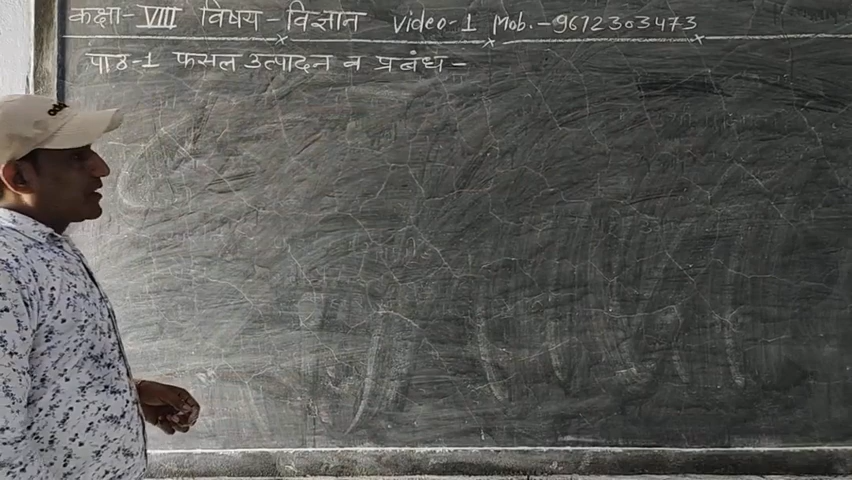 कक्षा- VIII विषय - विज्ञान Video-1 Mob.- 9672303473
पाठ-1 फसल उत्पादन व प्रबंध -